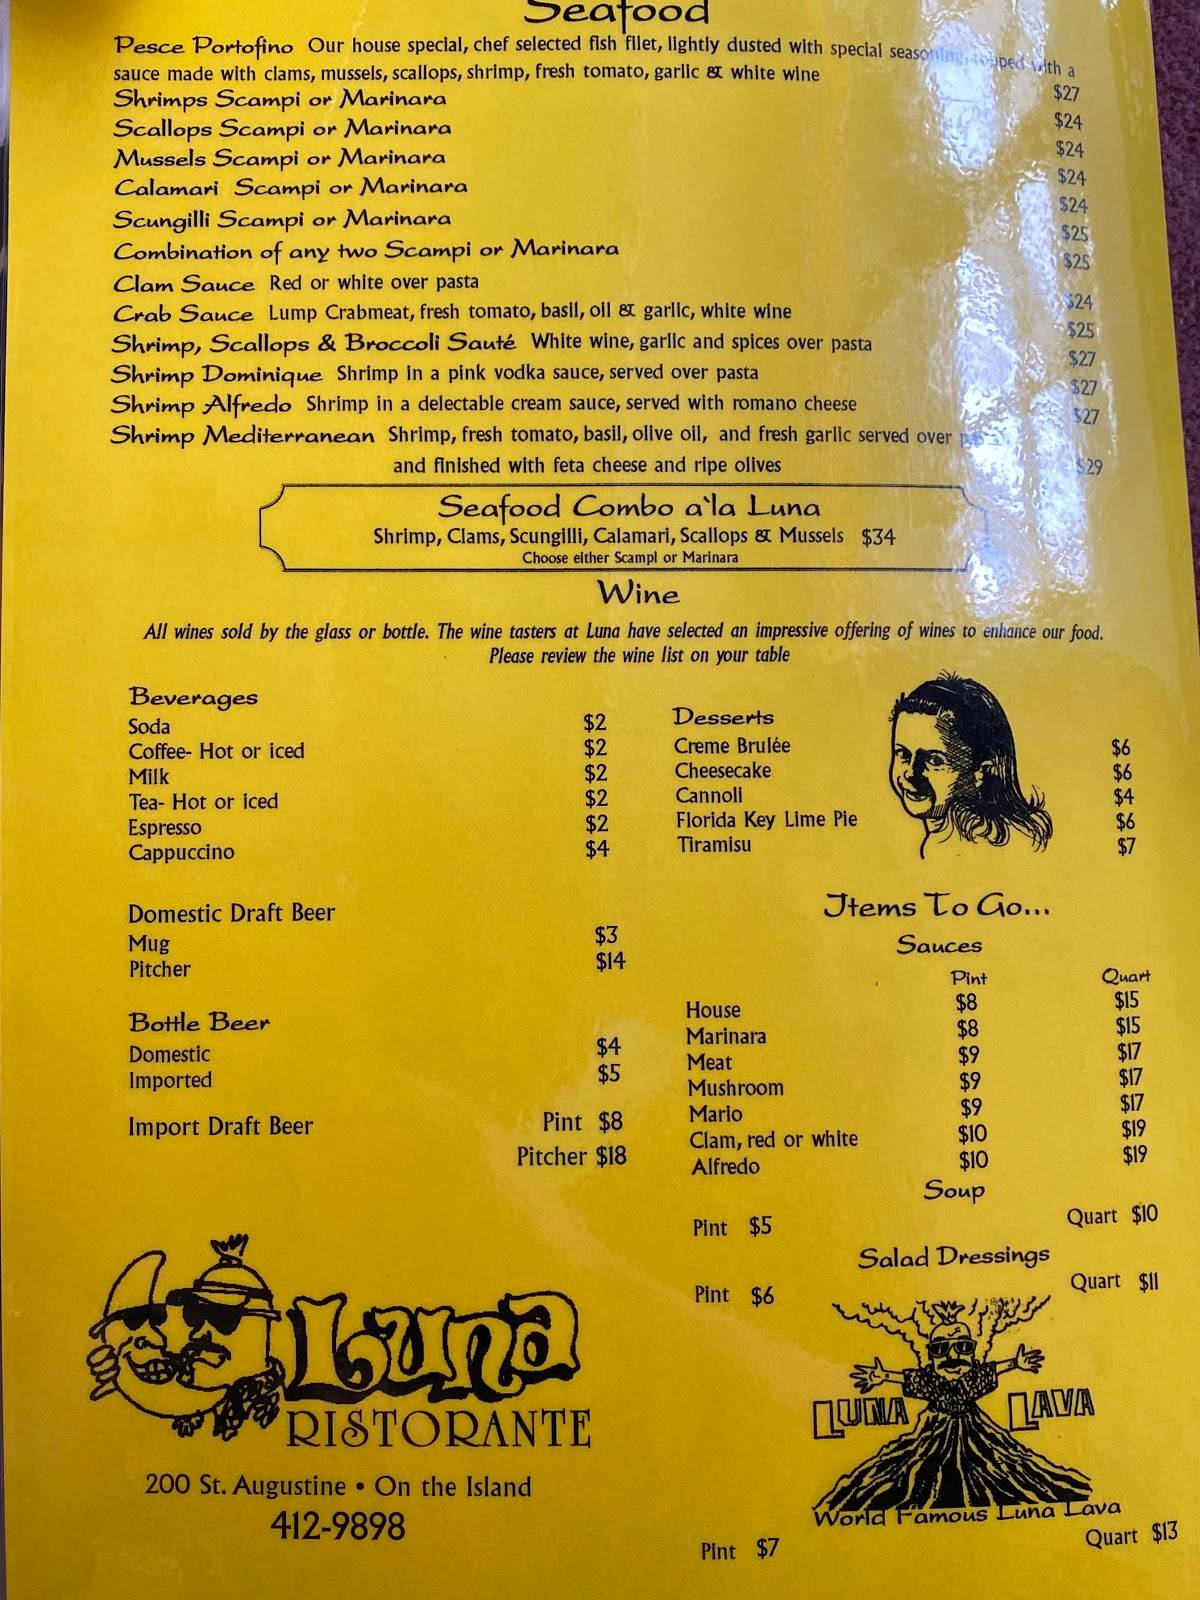 Seafood
Pesce Portofino Our house special, chef selected fish filet, lightly dusted with special seasoning, topped with a
sauce made with clams, mussels, scallops, shrimp, fresh tomato, garlic & white wine $27
Shrimps Scampi or Marinara $24
Scallops Scampi or Marinara $24
Mussels Scampi or Marinara $24
Calamari Scampi or Marinara $24
Scungilli Scampi or Marinara $25
Combination of any two Scampi or Marinara $25
Clam Sauce Red or white over pasta $24
Crab Sauce Lump Crabmeat, fresh tomato, basil, oil & garlic, white wine $25
Shrimp, Scallops & Broccoli Sauté White wine, garlic and spices over pasta $27
Shrimp Dominique Shrimp in a pink vodka sauce, served over pasta $27
Shrimp Alfredo Shrimp in a delectable cream sauce, served with romano cheese $27
Shrimp Mediterranean Shrimp, fresh tomato, basil, olive oil, and fresh garlic served over
and finished with feta cheese and ripe olives $29
Seafood Combo a`la Luna
Shrimp, Clams, Scungilli, Calamari, Scallops & Mussels $34
Choose either Scampi or Marinara
Wine
All wines sold by the glass or bottle. The wine tasters at Luna have selected an impressive offering of wines to enhance our food.
Please review the wine list on your table
Beverages
Soda $2
Coffee- Hot or iced $2
Milk $2
Tea- Hot or iced $2
Espresso $2
Cappuccino $4
Domestic Draft Beer
Mug $3
Pitcher $14
Bottle Beer
Domestic $4
Imported $5
Import Draft Beer Pint $8
Pitcher $18
Desserts
Creme Brulée $6
Cheesecake $6
Cannoli $4
Florida Key Lime Pie $6
Tiramisu $7
Items To Go...
Sauces
Pint Quart
House $8 $15
Marinara $8 $15
Meat $9 $17
Mushroom $9 $17
Mario $9 $17
Clam, red or white $10 $19
Alfredo $10 $19
Soup
Pint $5 Quart $10
Salad Dressings
Pint $6 Quart $11
LUNA LAVA
World Famous Luna Lava
Pint $7 Quart $13
Luna
RISTORANTE
200 St. Augustine • On the Island
412-9898